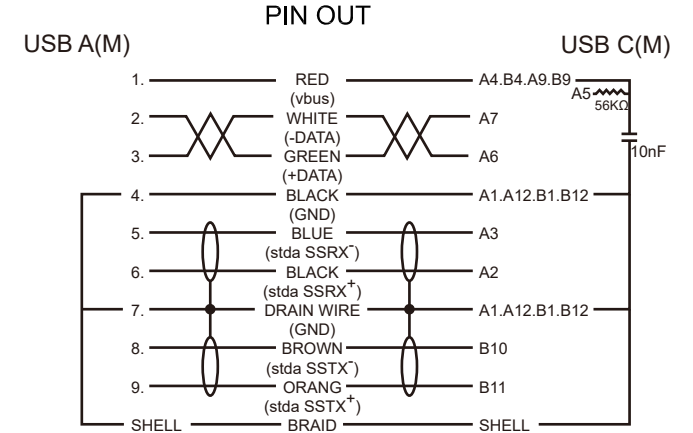 PIN OUT
USB A(M) USB C(M)
1. RED A4.B4.A9.B9
(vbus) A5 56KΩ
2. WHITE A7
(-DATA)
3. GREEN A6 10nF
(+DATA)
4. BLACK A1.A12.B1.B12
(GND)
5. BLUE A3
(stda SSRX⁻)
6. BLACK A2
(stda SSRX⁺)
7. DRAIN WIRE A1.A12.B1.B12
(GND)
8. BROWN B10
(stda SSTX⁻)
9. ORANG B11
(stda SSTX⁺)
SHELL BRAID SHELL